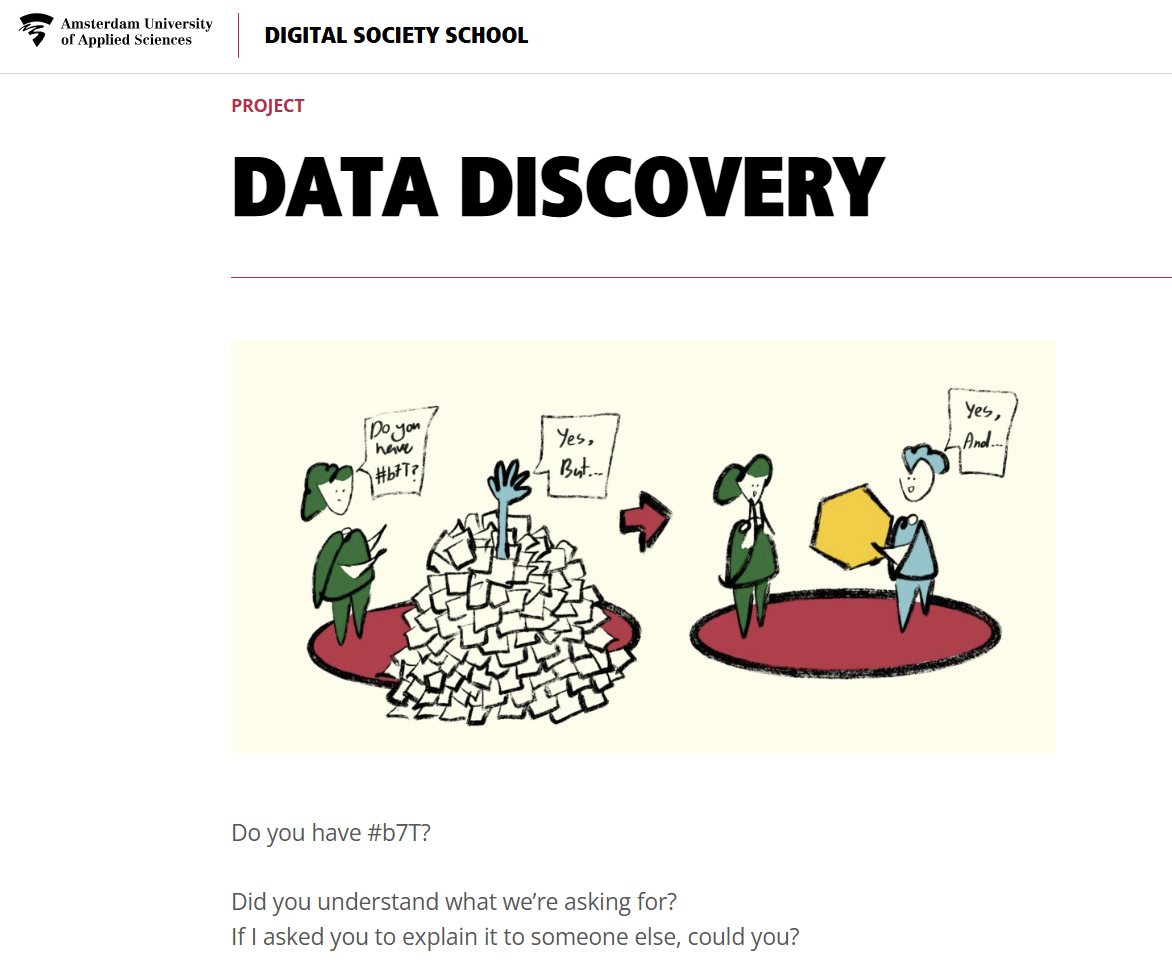 Amsterdam University
of Applied Sciences
DIGITAL SOCIETY SCHOOL
PROJECT
DATA DISCOVERY
Do you
have
#b7T?
Yes,
But...
Yes,
And...
Do you have #b7T?
Did you understand what we’re asking for?
If I asked you to explain it to someone else, could you?